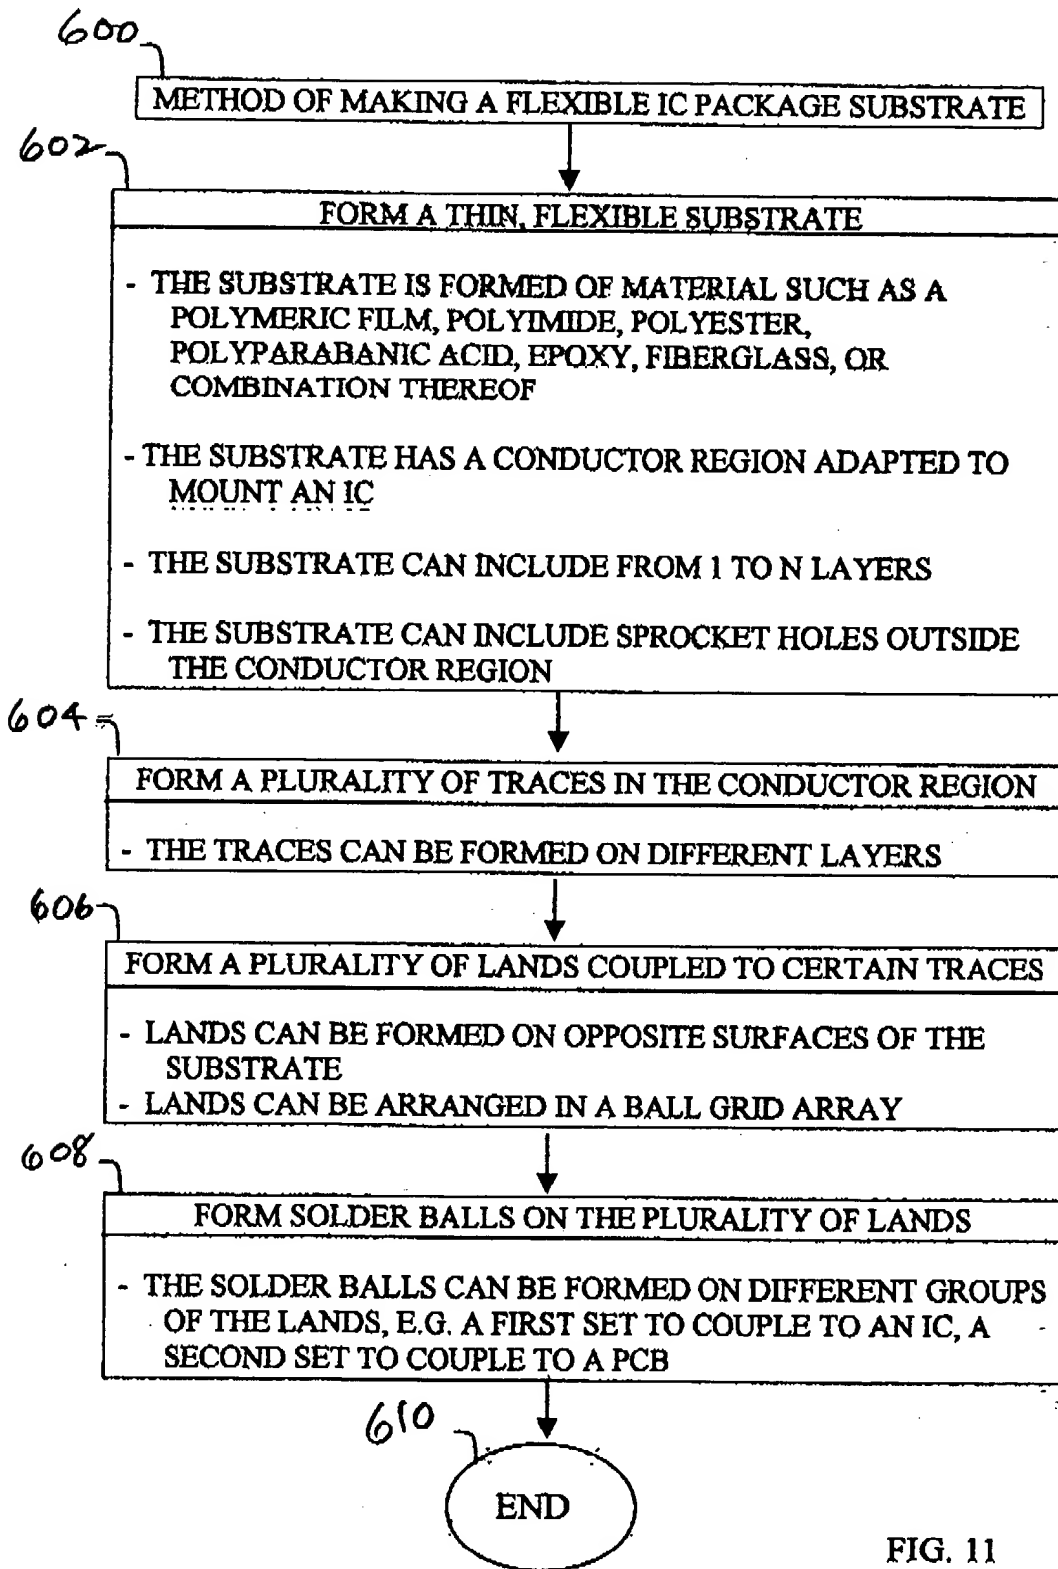 600
METHOD OF MAKING A FLEXIBLE IC PACKAGE SUBSTRATE
602
FORM A THIN, FLEXIBLE SUBSTRATE
- THE SUBSTRATE IS FORMED OF MATERIAL SUCH AS A
POLYMERIC FILM, POLYIMIDE, POLYESTER,
POLYPARABANIC ACID, EPOXY, FIBERGLASS, OR
COMBINATION THEREOF
- THE SUBSTRATE HAS A CONDUCTOR REGION ADAPTED TO
MOUNT AN IC
- THE SUBSTRATE CAN INCLUDE FROM 1 TO N LAYERS
- THE SUBSTRATE CAN INCLUDE SPROCKET HOLES OUTSIDE
THE CONDUCTOR REGION
604
FORM A PLURALITY OF TRACES IN THE CONDUCTOR REGION
- THE TRACES CAN BE FORMED ON DIFFERENT LAYERS
606
FORM A PLURALITY OF LANDS COUPLED TO CERTAIN TRACES
- LANDS CAN BE FORMED ON OPPOSITE SURFACES OF THE
SUBSTRATE
- LANDS CAN BE ARRANGED IN A BALL GRID ARRAY
608
FORM SOLDER BALLS ON THE PLURALITY OF LANDS
- THE SOLDER BALLS CAN BE FORMED ON DIFFERENT GROUPS
OF THE LANDS, E.G. A FIRST SET TO COUPLE TO AN IC, A
SECOND SET TO COUPLE TO A PCB
610
END
FIG. 11